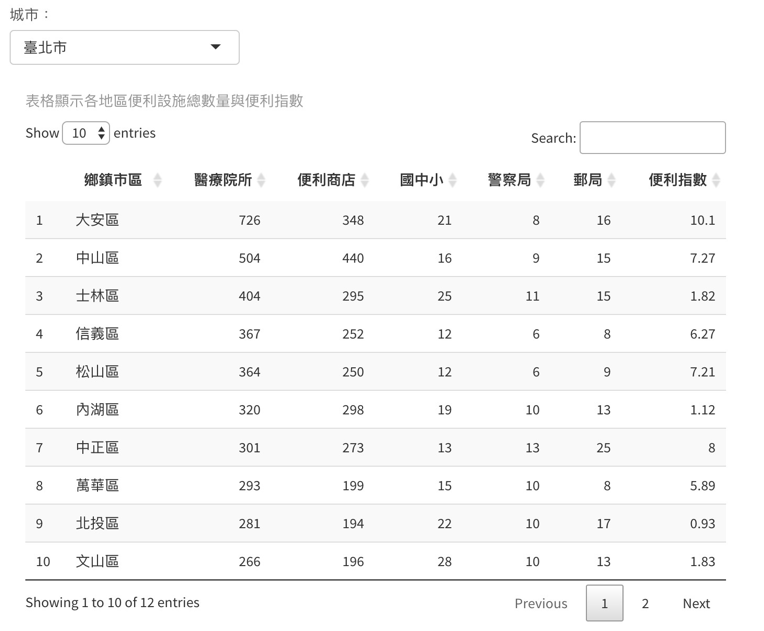 城市：
臺北市
表格顯示各地區便利設施總數量與便利指數
Show 10 entries
Search:
鄉鎮市區 醫療院所 便利商店 國中小 警察局 郵局 便利指數
1 大安區 726 348 21 8 16 10.1
2 中山區 504 440 16 9 15 7.27
3 士林區 404 295 25 11 15 1.82
4 信義區 367 252 12 6 8 6.27
5 松山區 364 250 12 6 9 7.21
6 內湖區 320 298 19 10 13 1.12
7 中正區 301 273 13 13 25 8
8 萬華區 293 199 15 10 8 5.89
9 北投區 281 194 22 10 17 0.93
10 文山區 266 196 28 10 13 1.83
Showing 1 to 10 of 12 entries
Previous 1 2 Next